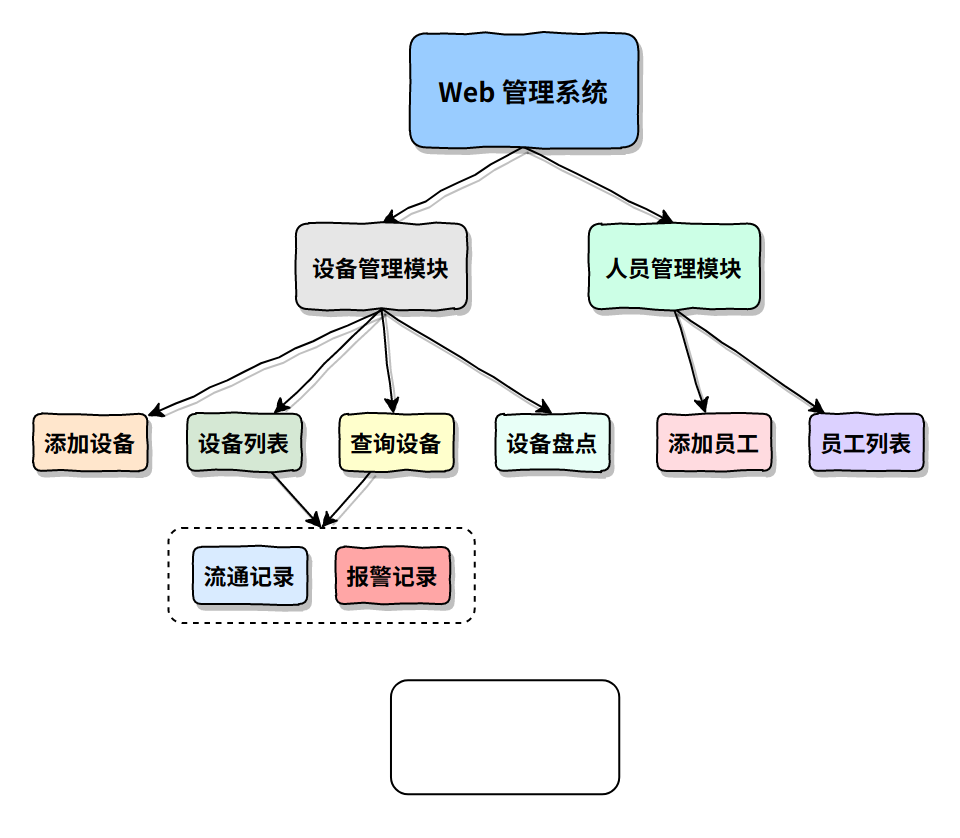 Web 管理系统
设备管理模块
人员管理模块
添加设备
设备列表
查询设备
设备盘点
添加员工
员工列表
流通记录
报警记录